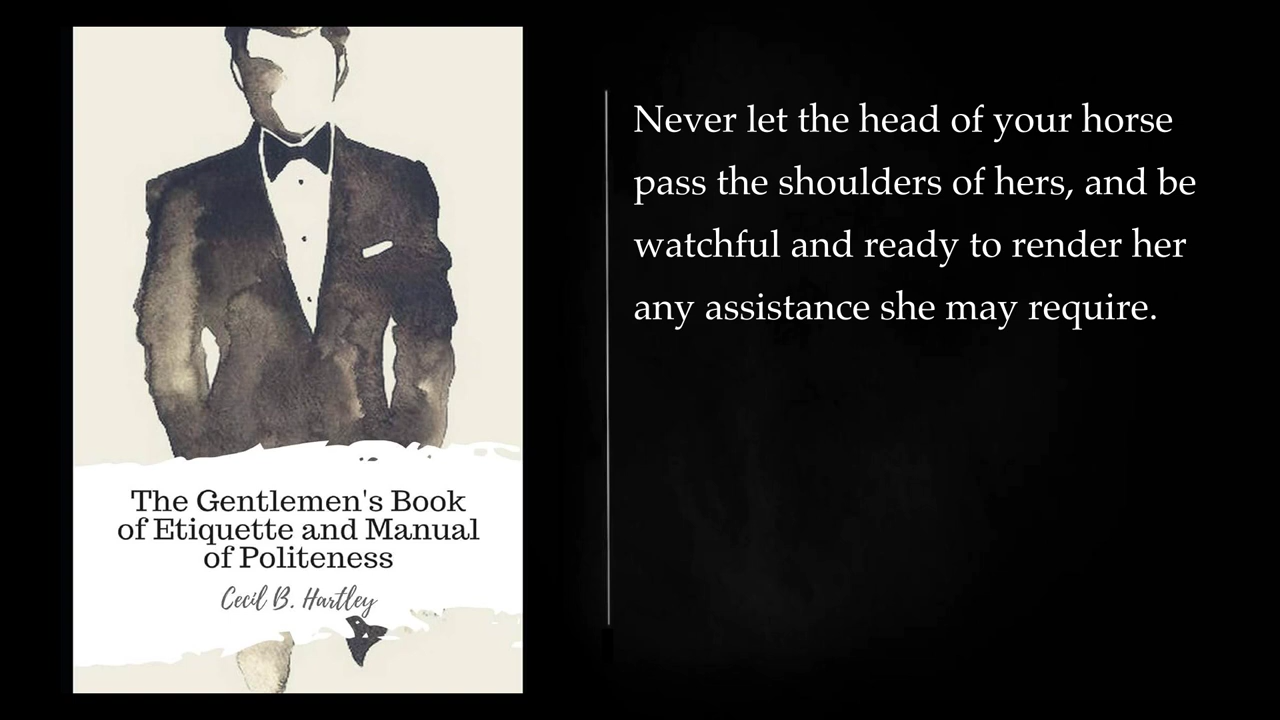 The Gentlemen's Book
of Etiquette and Manual
of Politeness
Cecil B. Hartley
Never let the head of your horse
pass the shoulders of hers, and be
watchful and ready to render her
any assistance she may require.